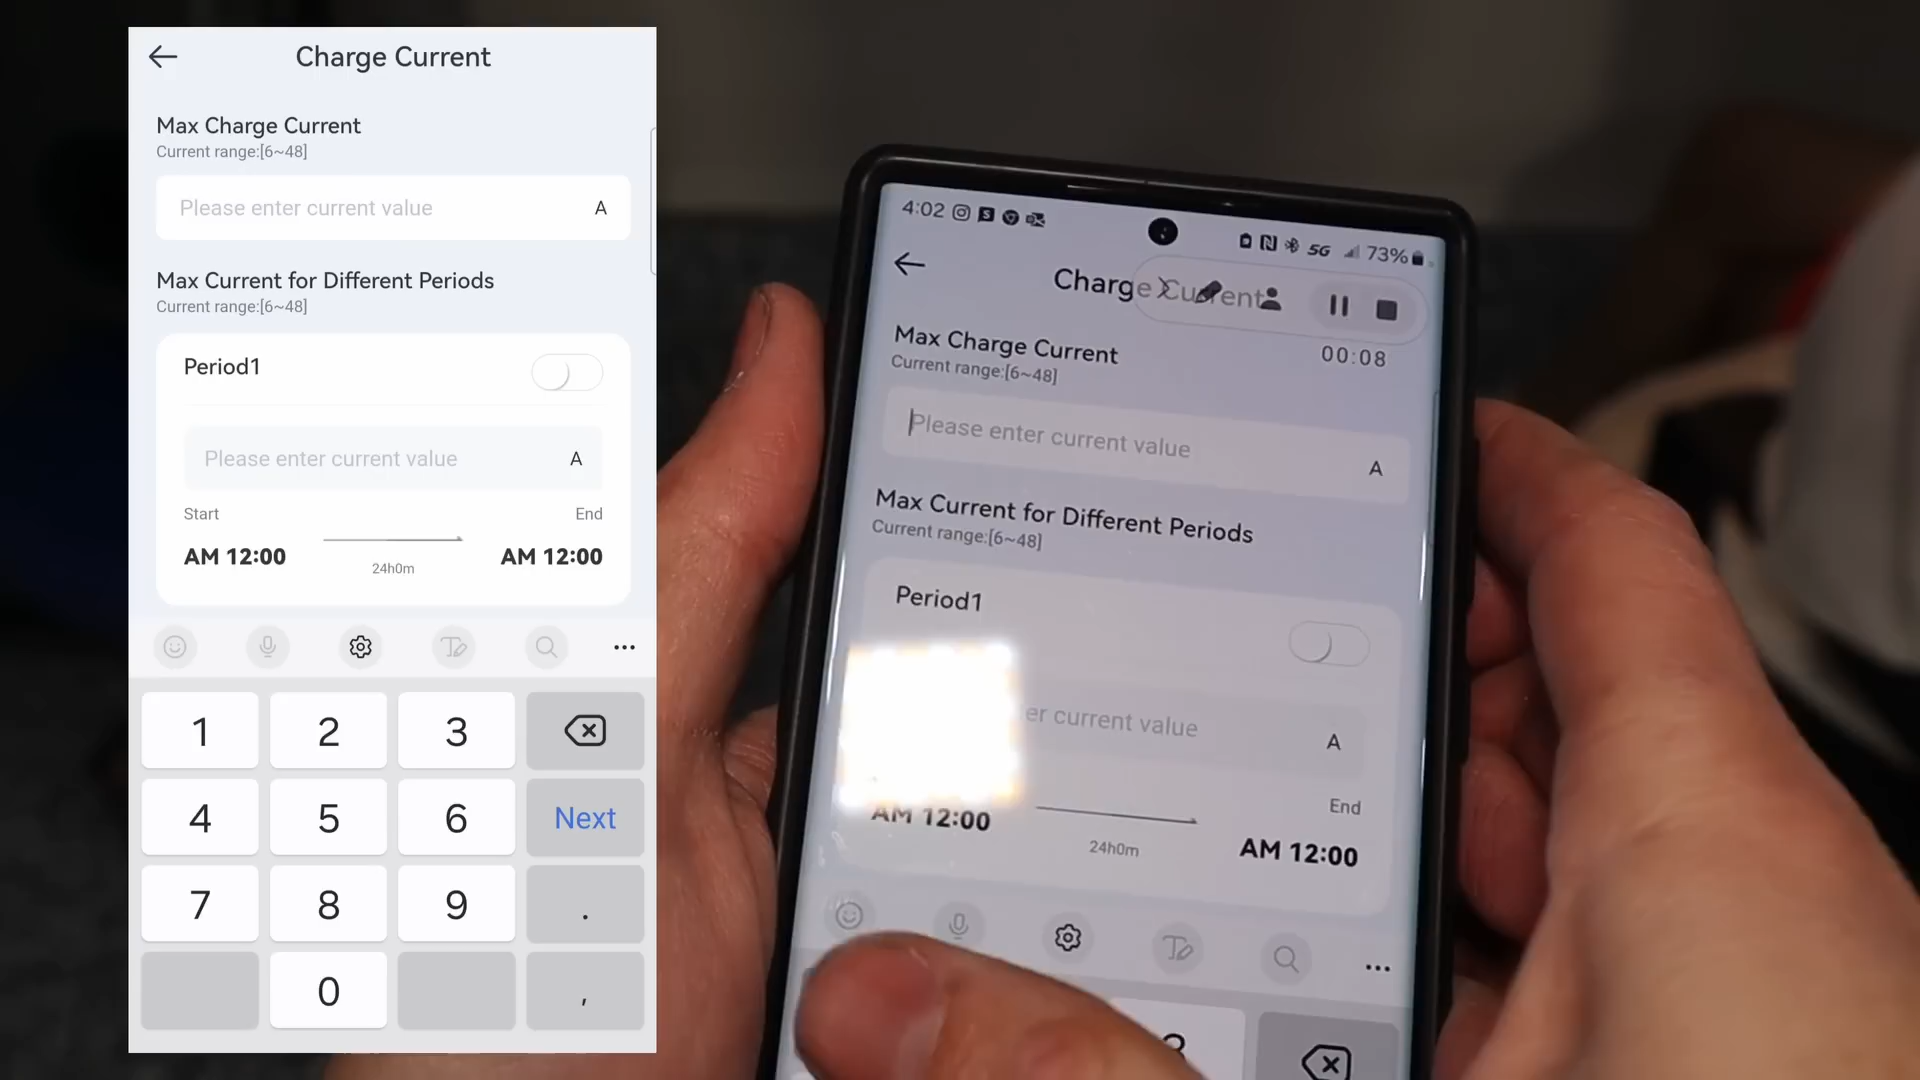 Charge Current
Max Charge Current
Current range:[6~48]
Please enter current value A
Max Current for Different Periods
Current range:[6~48]
Period1
Please enter current value A
Start End
AM 12:00 AM 12:00
24h0m
1 2 3
4 5 6 Next
7 8 9 .
0 ,
4:02 5G 73%
Charge Current
00:08
Max Charge Current
Current range:[6~48]
Please enter current value A
Max Current for Different Periods
Current range:[6~48]
Period1
er current value A
End
AM 12:00 AM 12:00
24h0m